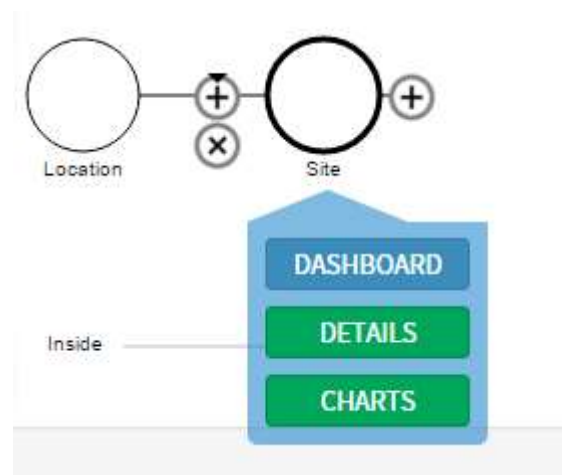 Location
Site
DASHBOARD
Inside
DETAILS
CHARTS